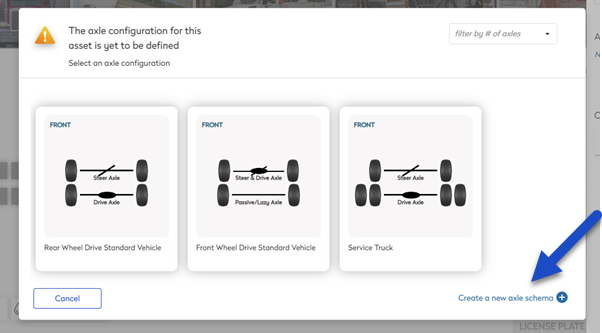 The axle configuration for this
asset is yet to be defined
Select an axle configuration
filter by # of axles
FRONT
Steer Axle
Drive Axle
Rear Wheel Drive Standard Vehicle
FRONT
Steer & Drive Axle
Passive/Lazy Axle
Front Wheel Drive Standard Vehicle
FRONT
Steer Axle
Drive Axle
Service Truck
Cancel
Create a new axle schema
LICENSE PLATE